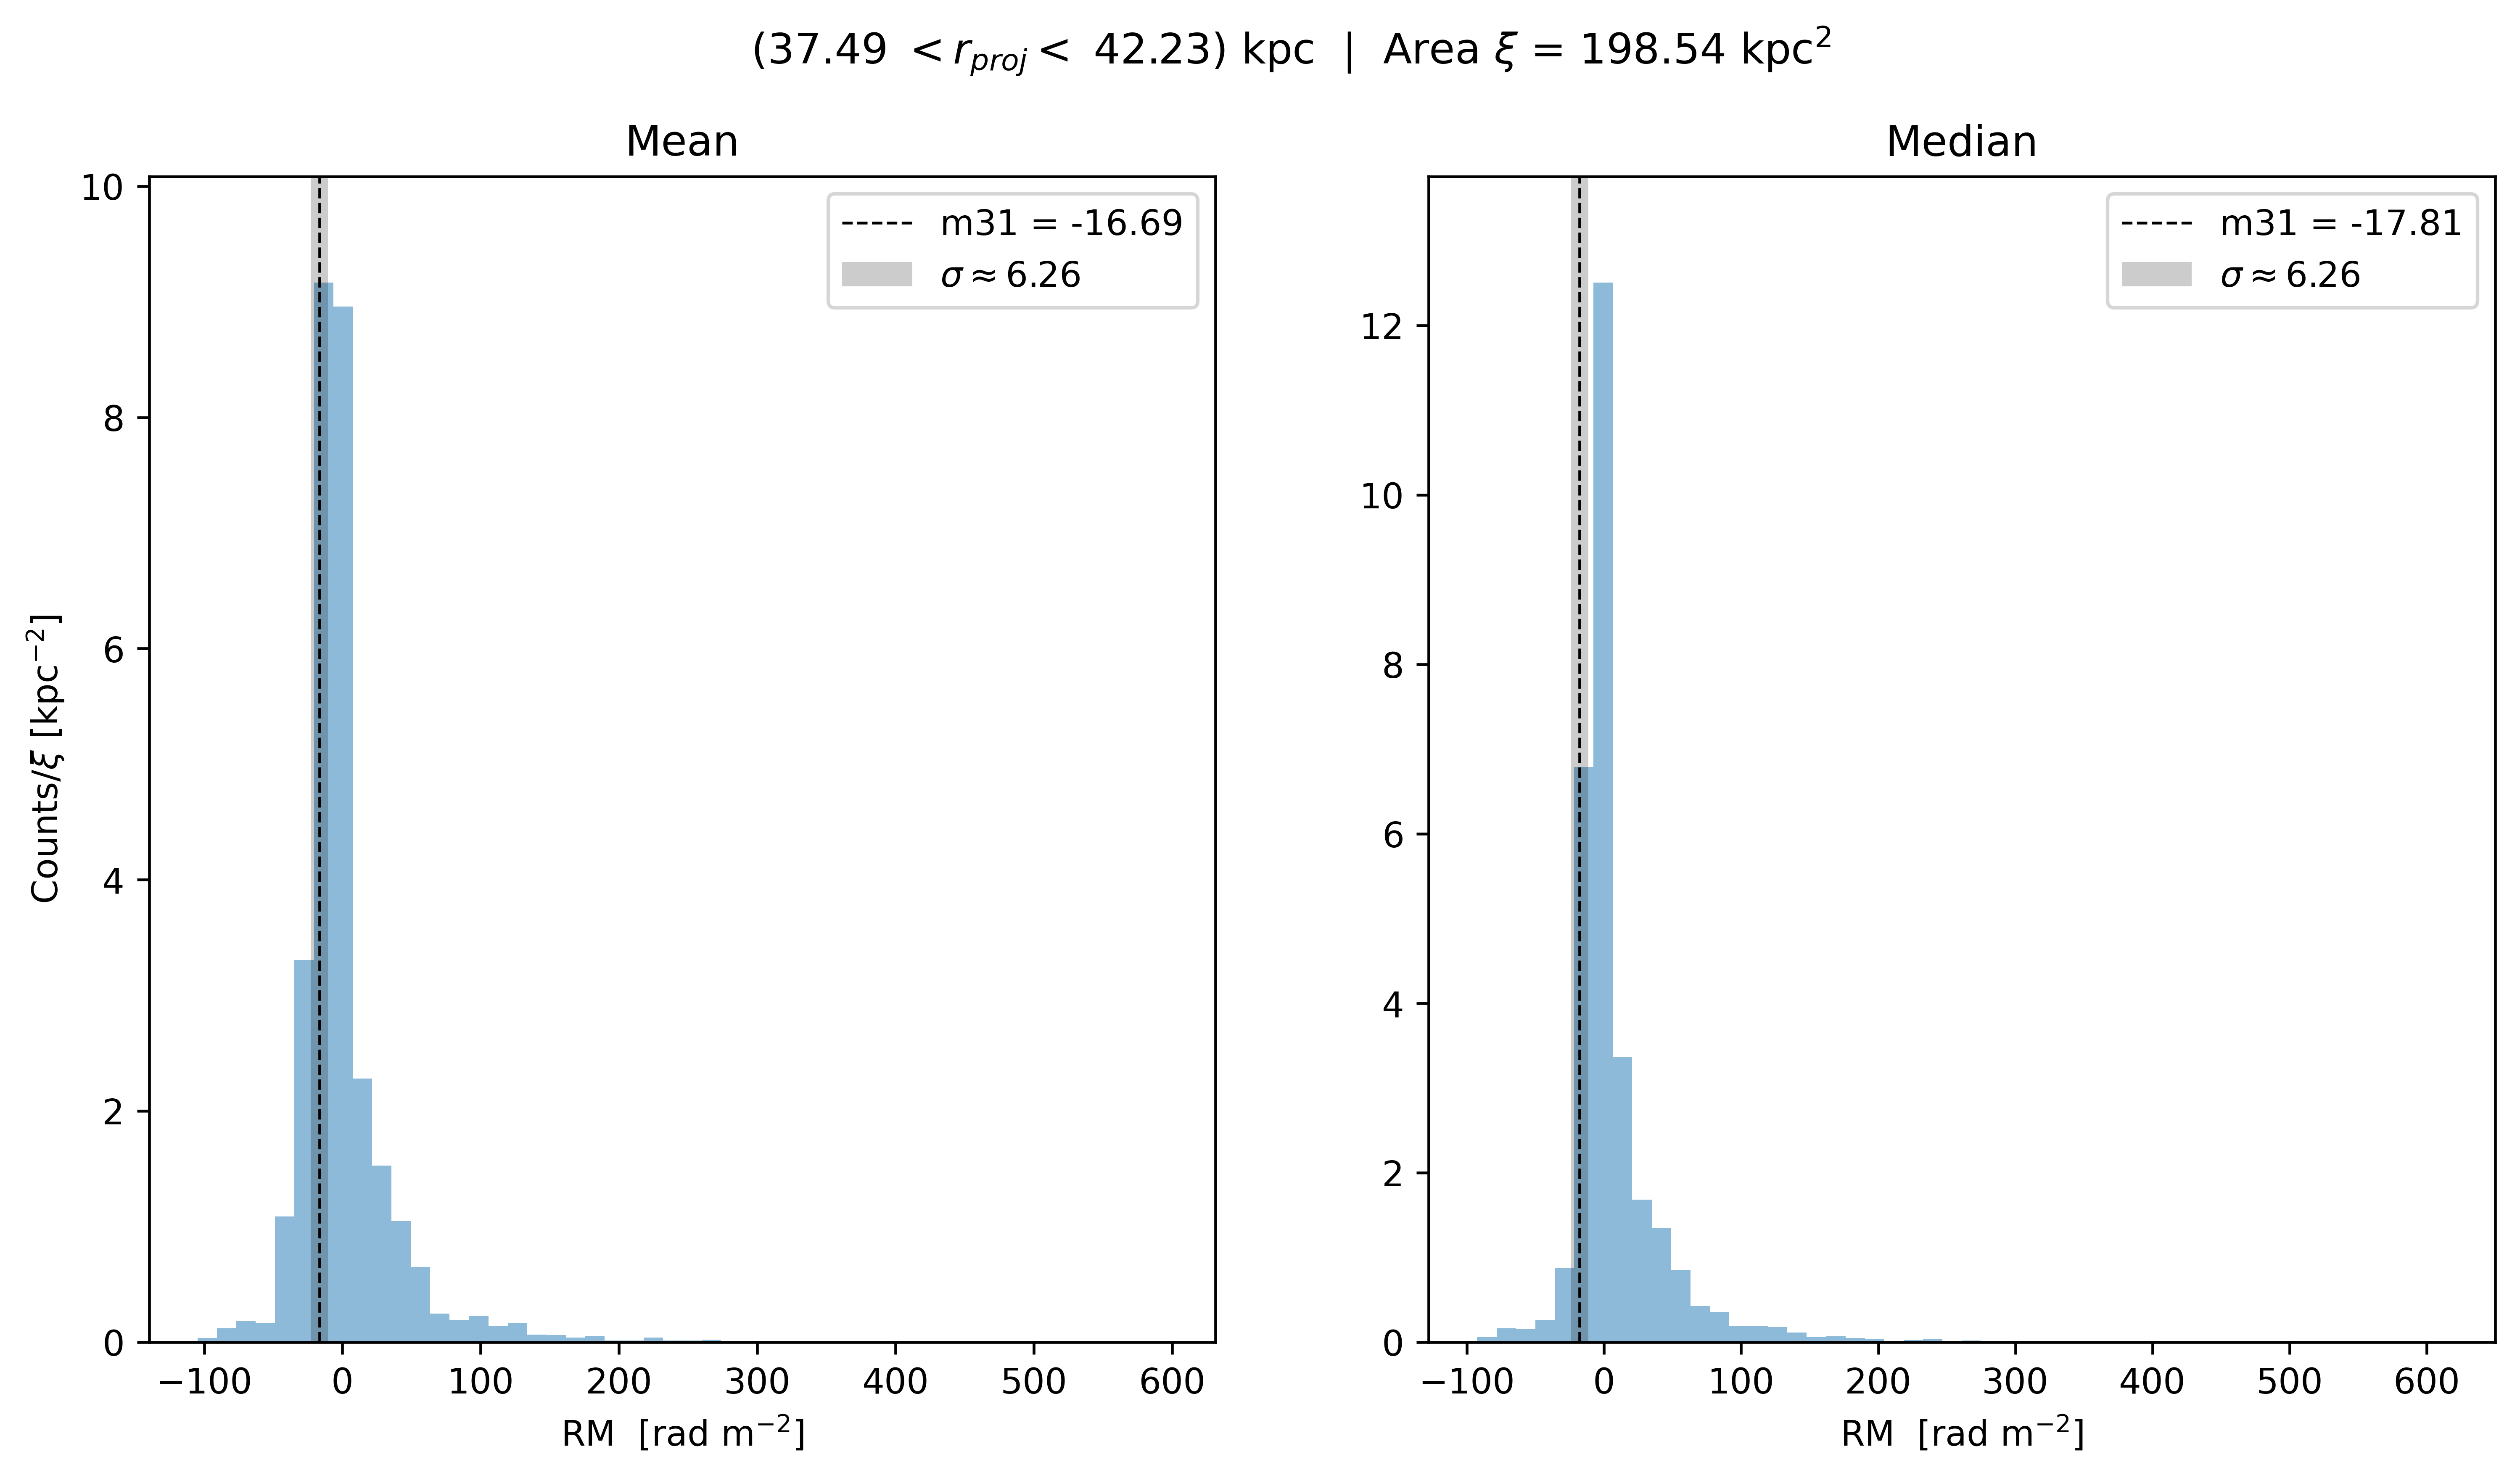 (37.49 < r_proj < 42.23) kpc | Area ξ = 198.54 kpc²
Mean
m31 = -16.69
σ ≈ 6.26
10
8
6
4
2
0
Counts/ξ [kpc⁻²]
−100 0 100 200 300 400 500 600
RM [rad m⁻²]
Median
m31 = -17.81
σ ≈ 6.26
12
10
8
6
4
2
0
−100 0 100 200 300 400 500 600
RM [rad m⁻²]